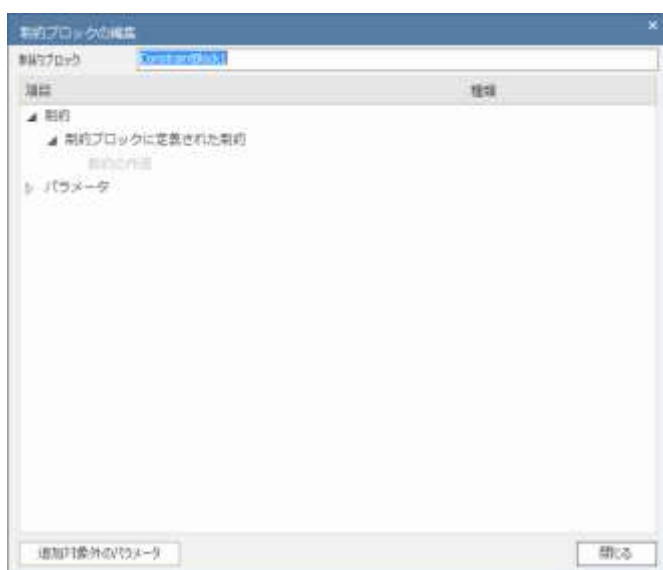 制約ブロックの編集
制約ブロック ConstraintBlock1
項目 種類
制約
制約ブロックに定義された制約
制約の作成
パラメータ
追加対象外のパラメータ 閉じる